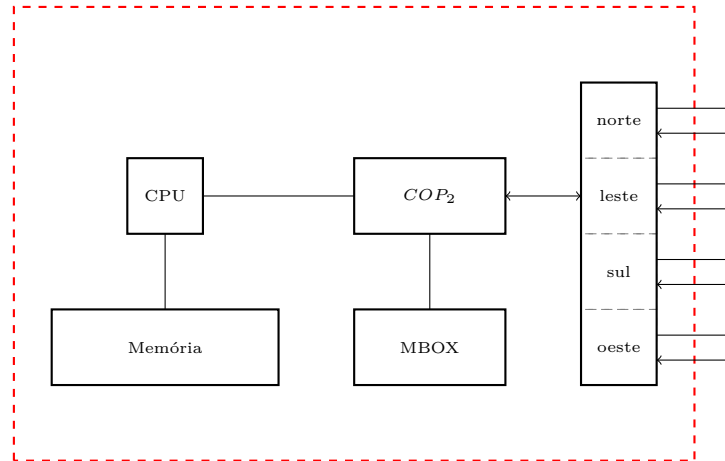 norte
CPU
COP₂
leste
sul
Memória
MBOX
oeste